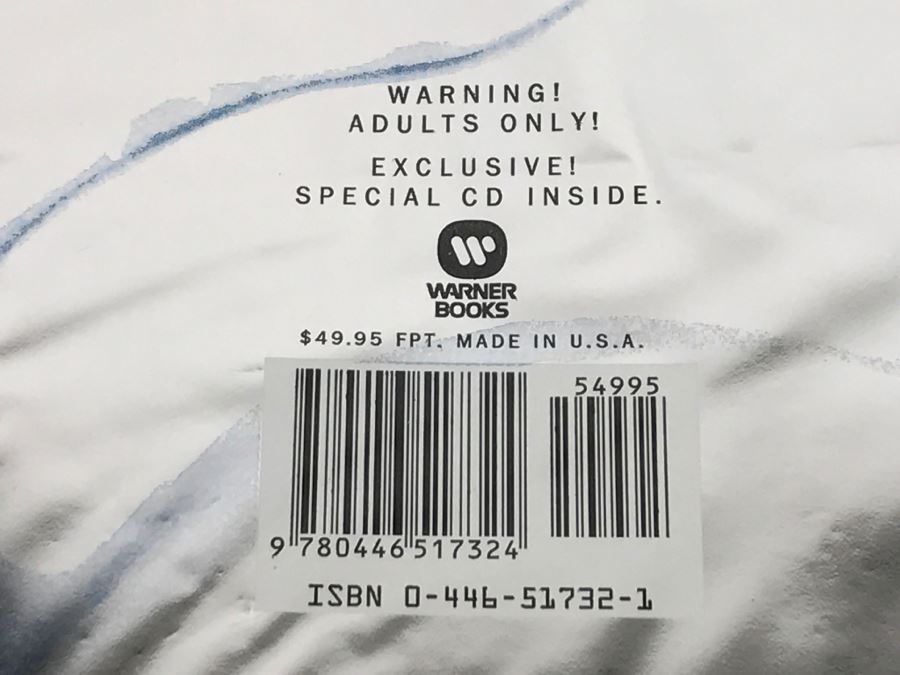 WARNING!
ADULTS ONLY!
EXCLUSIVE!
SPECIAL CD INSIDE.
WARNER
BOOKS
$49.95 FPT. MADE IN U.S.A.
54995
9 780446 517324
ISBN 0-446-51732-1